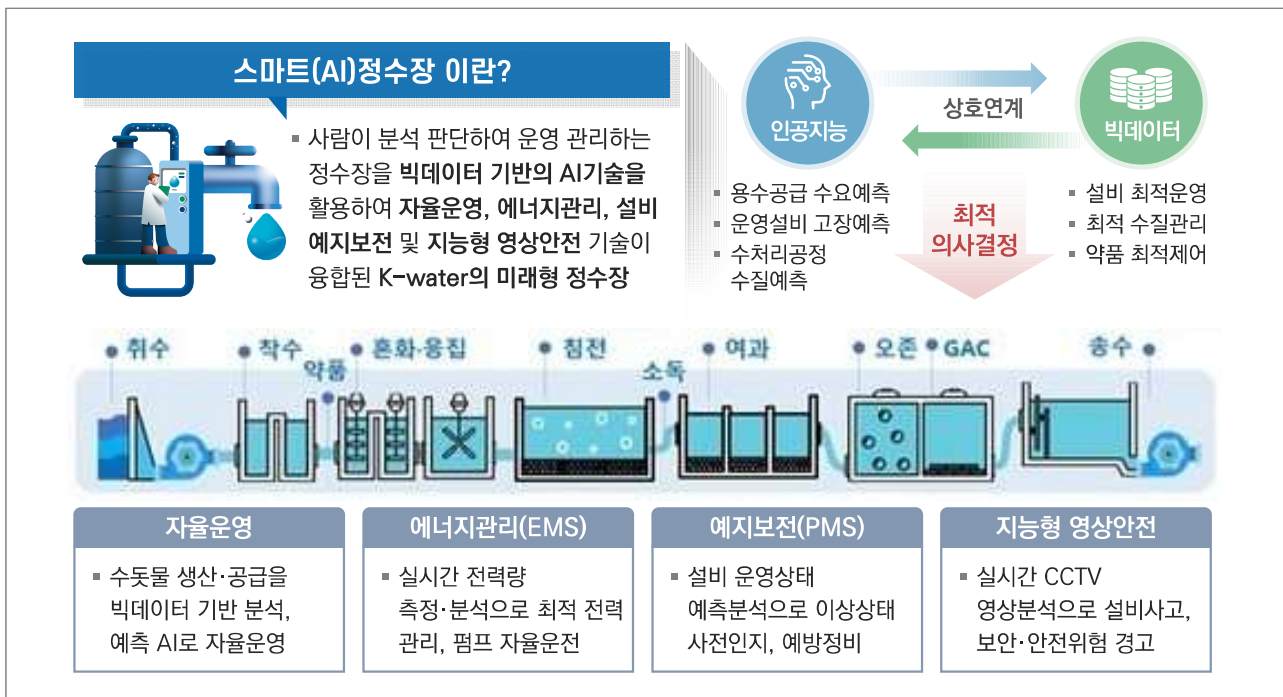 스마트(AI)정수장 이란?
▪ 사람이 분석 판단하여 운영 관리하는
정수장을 빅데이터 기반의 AI기술을
활용하여 자율운영, 에너지관리, 설비
예지보전 및 지능형 영상안전 기술이
융합된 K-water의 미래형 정수장
인공지능
상호연계
빅데이터
▪ 용수공급 수요예측
▪ 운영설비 고장예측
▪ 수처리공정
수질예측
최적
의사결정
▪ 설비 최적운영
▪ 최적 수질관리
▪ 약품 최적제어
취수
착수
약품
혼화·응집
침전
소독
여과
오존
GAC
송수
자율운영
▪ 수돗물 생산·공급을
빅데이터 기반 분석,
예측 AI로 자율운영
에너지관리(EMS)
▪ 실시간 전력량
측정·분석으로 최적 전력
관리, 펌프 자율운전
예지보전(PMS)
▪ 설비 운영상태
예측분석으로 이상상태
사전인지, 예방정비
지능형 영상안전
▪ 실시간 CCTV
영상분석으로 설비사고,
보안·안전위험 경고